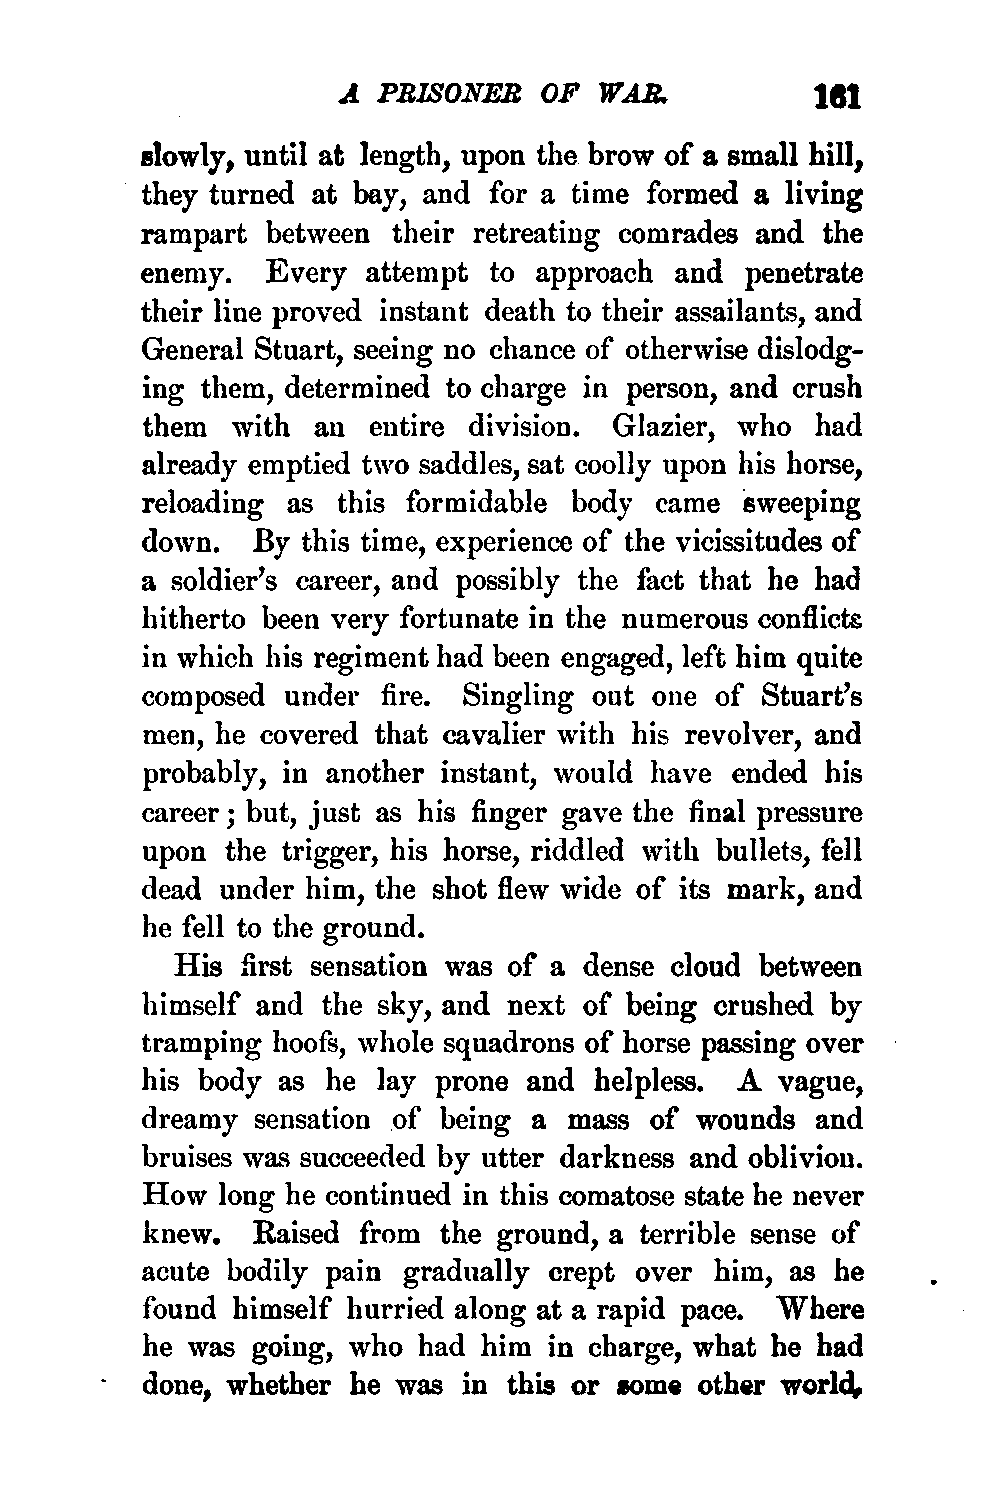 A PRISONER OF WAR. 161
slowly, until at length, upon the brow of a small hill,
they turned at bay, and for a time formed a living
rampart between their retreating comrades and the
enemy. Every attempt to approach and penetrate
their line proved instant death to their assailants, and
General Stuart, seeing no chance of otherwise dislodg-
ing them, determined to charge in person, and crush
them with an entire division. Glazier, who had
already emptied two saddles, sat coolly upon his horse,
reloading as this formidable body came sweeping
down. By this time, experience of the vicissitudes of
a soldier's career, and possibly the fact that he had
hitherto been very fortunate in the numerous conflicts
in which his regiment had been engaged, left him quite
composed under fire. Singling out one of Stuart's
men, he covered that cavalier with his revolver, and
probably, in another instant, would have ended his
career; but, just as his finger gave the final pressure
upon the trigger, his horse, riddled with bullets, fell
dead under him, the shot flew wide of its mark, and
he fell to the ground.
His first sensation was of a dense cloud between
himself and the sky, and next of being crushed by
tramping hoofs, whole squadrons of horse passing over
his body as he lay prone and helpless. A vague,
dreamy sensation of being a mass of wounds and
bruises was succeeded by utter darkness and oblivion.
How long he continued in this comatose state he never
knew. Raised from the ground, a terrible sense of
acute bodily pain gradually crept over him, as he
found himself hurried along at a rapid pace. Where
he was going, who had him in charge, what he had
done, whether he was in this or some other world,